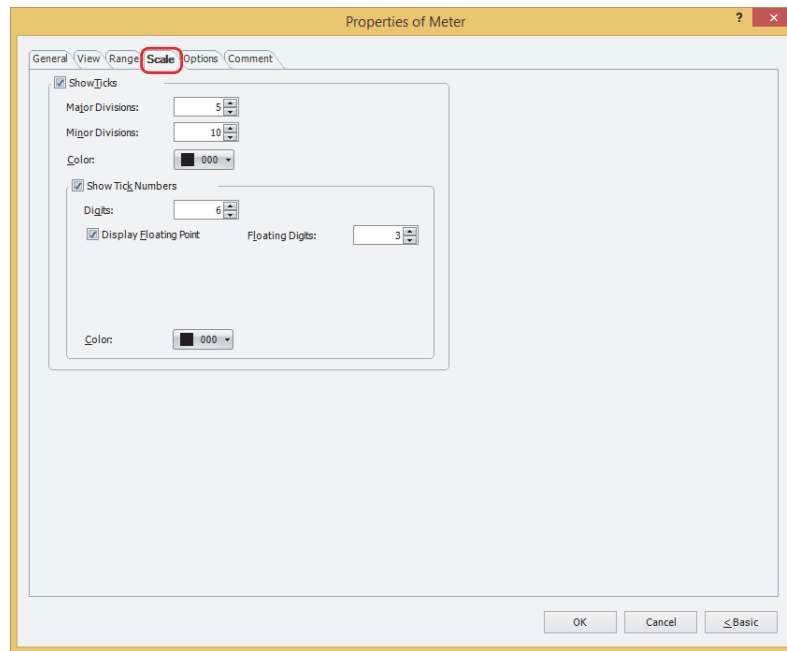 Properties of Meter ? ×
General View Range Scale Options Comment
Show Ticks
Major Divisions: 5
Minor Divisions: 10
Color: 000
Show Tick Numbers
Digits: 6
Display Floating Point Floating Digits: 3
Color: 000
OK Cancel < Basic